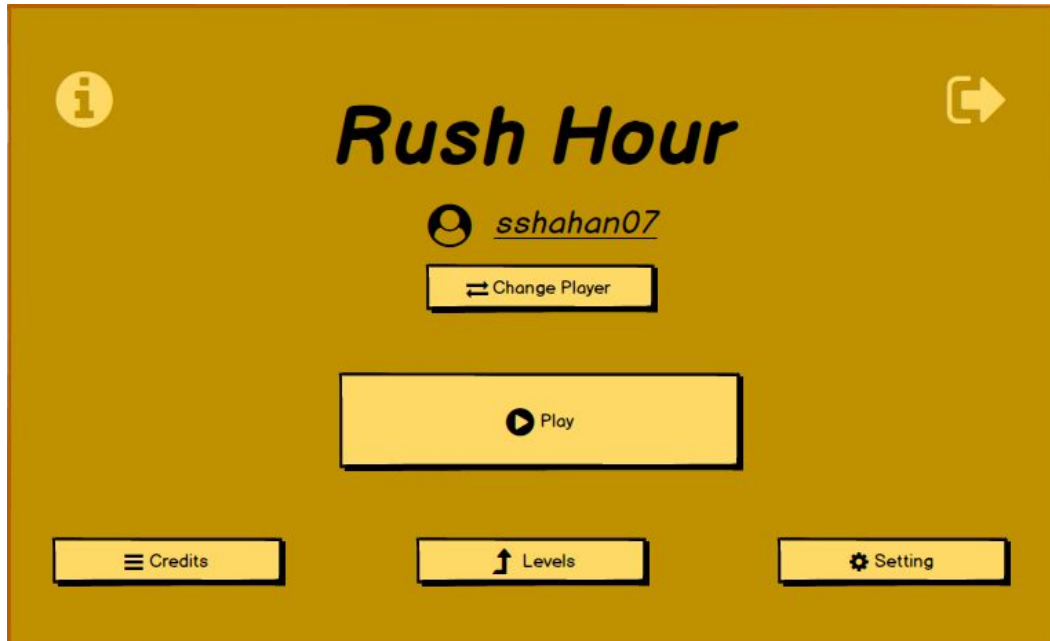 Rush Hour
sshahan07
Change Player
Play
Credits
Levels
Setting